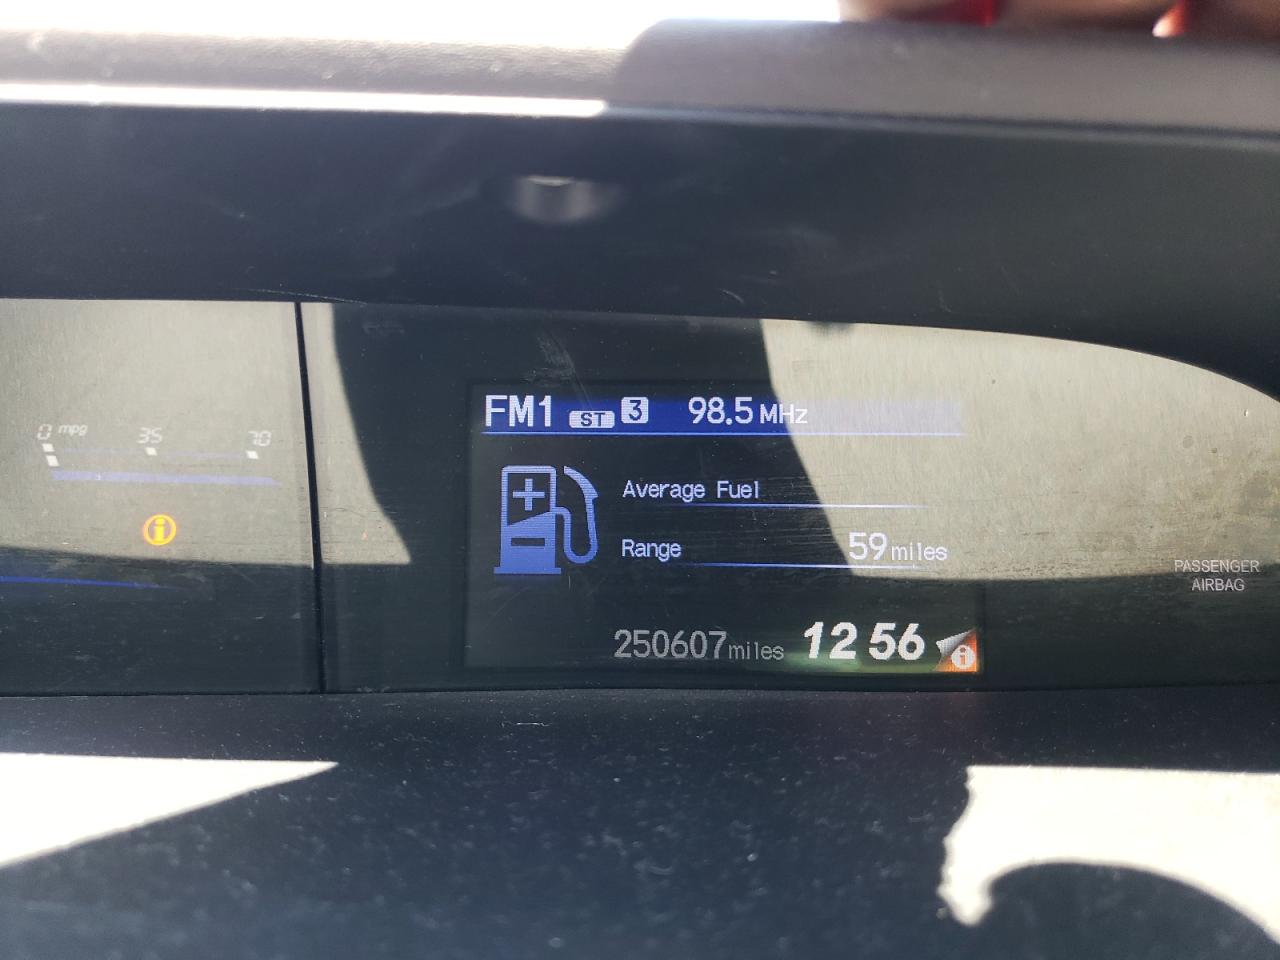 FM1 ST 3 98.5 MHz
0 mpg 35 70
Average Fuel
Range 59 miles
PASSENGER
AIRBAG
250607 miles 12 56